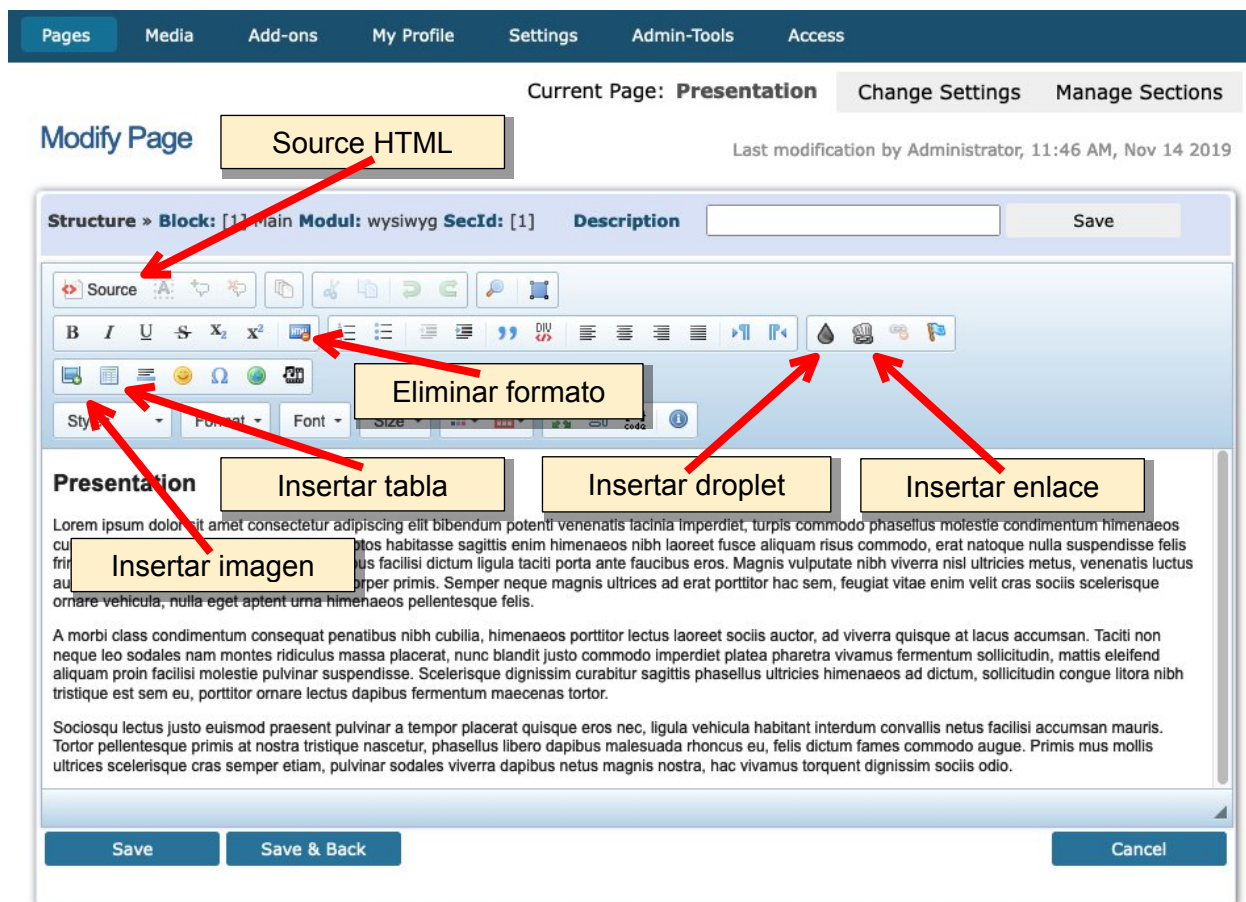 Pages Media Add-ons My Profile Settings Admin-Tools Access
Current Page: Presentation Change Settings Manage Sections
Modify Page
Source HTML
Last modification by Administrator, 11:46 AM, Nov 14 2019
Structure » Block: [1] Main Modul: wysiwyg SecId: [1] Description Save
Source
B I U S X₂ X²
DIV
Ω
Eliminar formato
Format Font Size
code
Presentation
Insertar tabla
Insertar droplet
Insertar enlace
Lorem ipsum dolor sit amet consectetur adipiscing elit bibendum potenti venenatis lacinia imperdiet, turpis commodo phasellus molestie condimentum himenaeos
habitasse sagittis enim himenaeos nibh laoreet fusce aliquam risus commodo, erat natoque nulla suspendisse felis
Insertar imagen
facilisi dictum ligula taciti porta ante faucibus eros. Magnis vulputate nibh viverra nisl ultricies metus, venenatis luctus
primis. Semper neque magnis ultrices ad erat porttitor hac sem, feugiat vitae enim velit cras sociis scelerisque
ornare vehicula, nulla eget aptent urna himenaeos pellentesque felis.
A morbi class condimentum consequat penatibus nibh cubilia, himenaeos porttitor lectus laoreet sociis auctor, ad viverra quisque at lacus accumsan. Taciti non
neque leo sodales nam montes ridiculus massa placerat, nunc blandit justo commodo imperdiet platea pharetra vivamus fermentum sollicitudin, mattis eleifend
aliquam proin facilisi molestie pulvinar suspendisse. Scelerisque dignissim curabitur sagittis phasellus ultricies himenaeos ad dictum, sollicitudin congue litora nibh
tristique est sem eu, porttitor ornare lectus dapibus fermentum maecenas tortor.
Sociosqu lectus justo euismod praesent pulvinar a tempor placerat quisque eros nec, ligula vehicula habitant interdum convallis netus facilisi accumsan mauris.
Tortor pellentesque primis at nostra tristique nascetur, phasellus libero dapibus malesuada rhoncus eu, felis dictum fames commodo augue. Primis mus mollis
ultrices scelerisque cras semper etiam, pulvinar sodales viverra dapibus netus magnis nostra, hac vivamus torquent dignissim sociis odio.
Save Save & Back Cancel